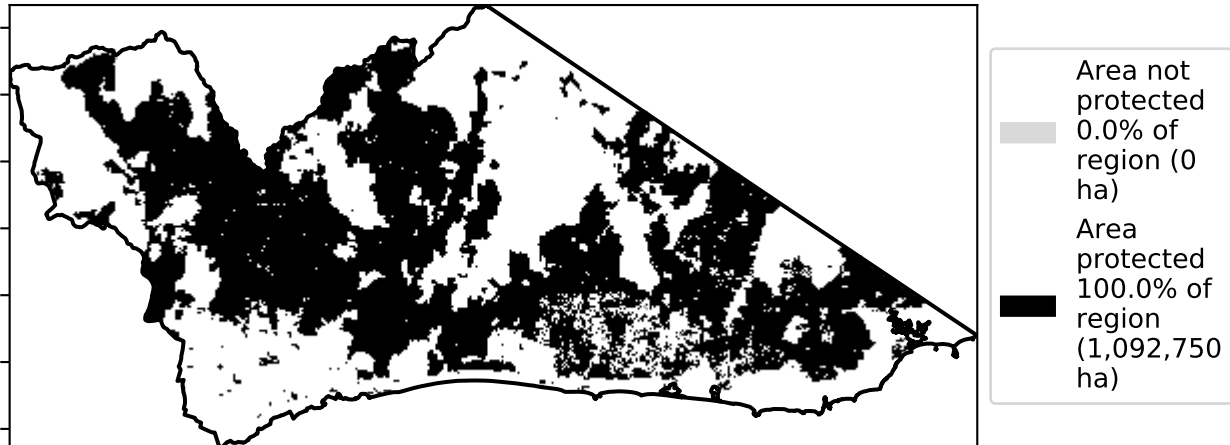 Area not
protected
0.0% of
region (0
ha)
Area
protected
100.0% of
region
(1,092,750
ha)